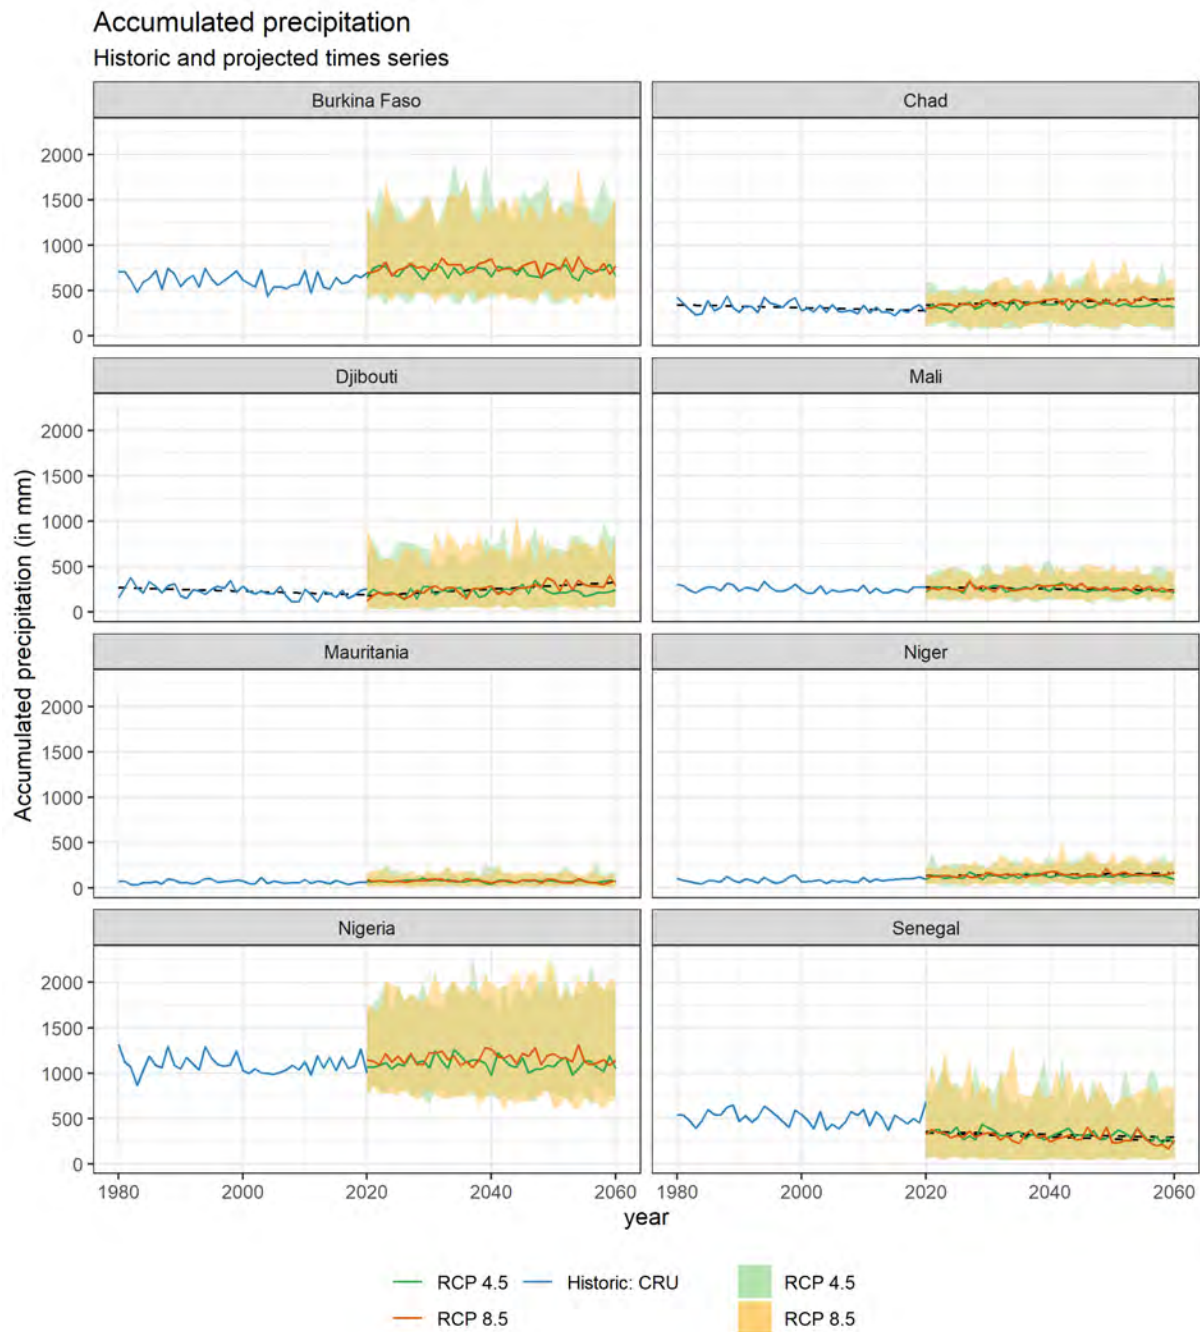 Accumulated precipitation
Historic and projected times series
Burkina Faso
Chad
2000
1500
1000
500
0
Djibouti
Mali
2000
1500
1000
500
0
Accumulated precipitation (in mm)
Mauritania
Niger
2000
1500
1000
500
0
Nigeria
Senegal
2000
1500
1000
500
0
1980 2000 2020 2040 2060 1980 2000 2020 2040 2060
year
RCP 4.5 Historic: CRU RCP 4.5
RCP 8.5 RCP 8.5